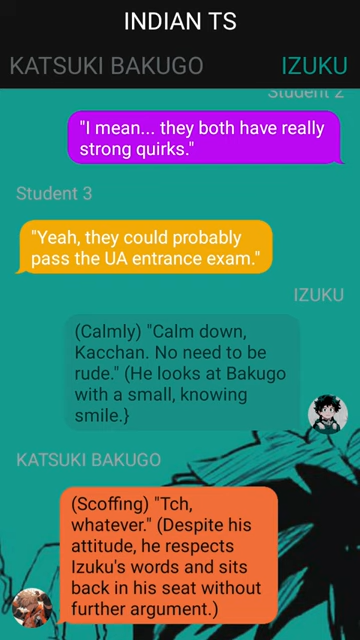 INDIAN TS
KATSUKI BAKUGO IZUKU
Student 2
"I mean... they both have really
strong quirks."
Student 3
"Yeah, they could probably
pass the UA entrance exam."
IZUKU
(Calmly) "Calm down,
Kacchan. No need to be
rude." (He looks at Bakugo
with a small, knowing
smile.}
KATSUKI BAKUGO
(Scoffing) "Tch,
whatever." (Despite his
attitude, he respects
Izuku's words and sits
back in his seat without
further argument.)